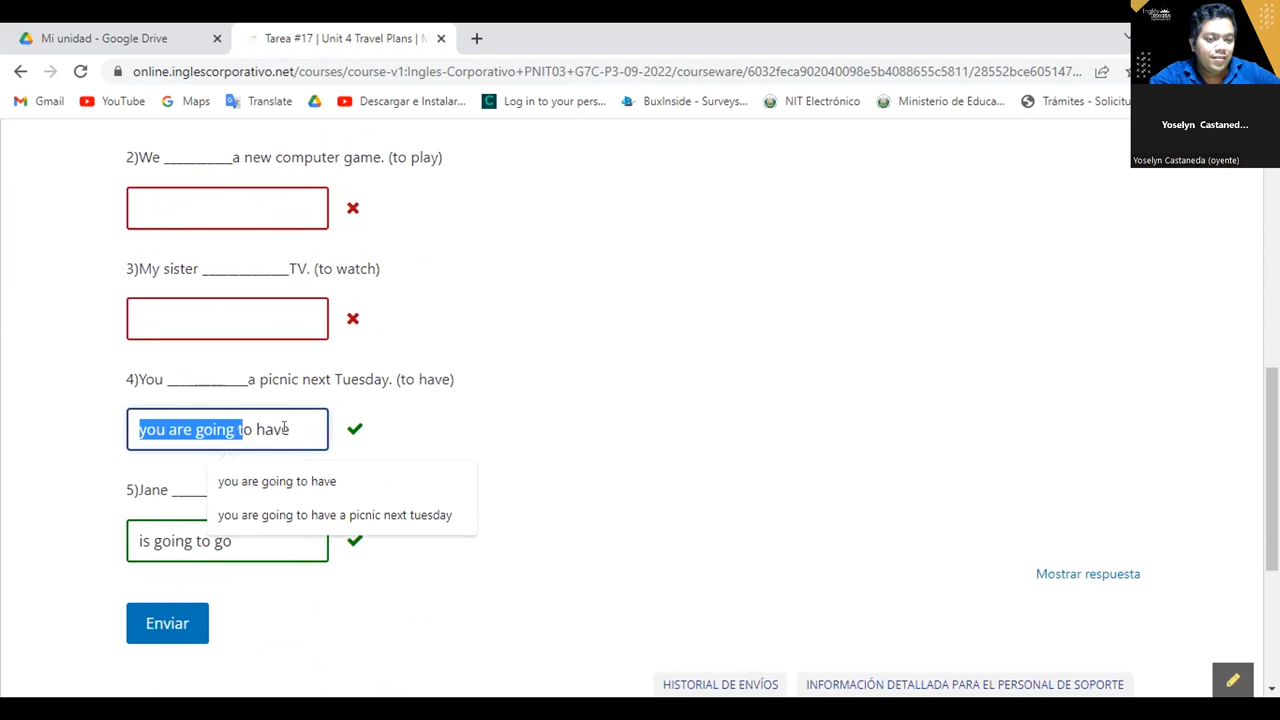 Mi unidad - Google Drive
Tarea #17 | Unit 4 Travel Plans | M
online.inglescorporativo.net/courses/course-v1:Ingles-Corporativo+PNIT03+G7C-P3-09-2022/courseware/6032feca902040098e5b4088655c5811/28552bce605147...
Gmail YouTube Maps Translate Descargar e Instalar... Log in to your pers... BuxInside - Surveys... NIT Electrónico Ministerio de Educa... Trámites - Solicitu
Inglés
Corporativo
Yoselyn Castaned...
Yoselyn Castaneda (oyente)
2)We ___________a new computer game. (to play)
3)My sister ______________TV. (to watch)
4)You _____________a picnic next Tuesday. (to have)
you are going to have
you are going to have
you are going to have a picnic next tuesday
5)Jane ____
is going to go
Mostrar respuesta
Enviar
HISTORIAL DE ENVÍOS
INFORMACIÓN DETALLADA PARA EL PERSONAL DE SOPORTE